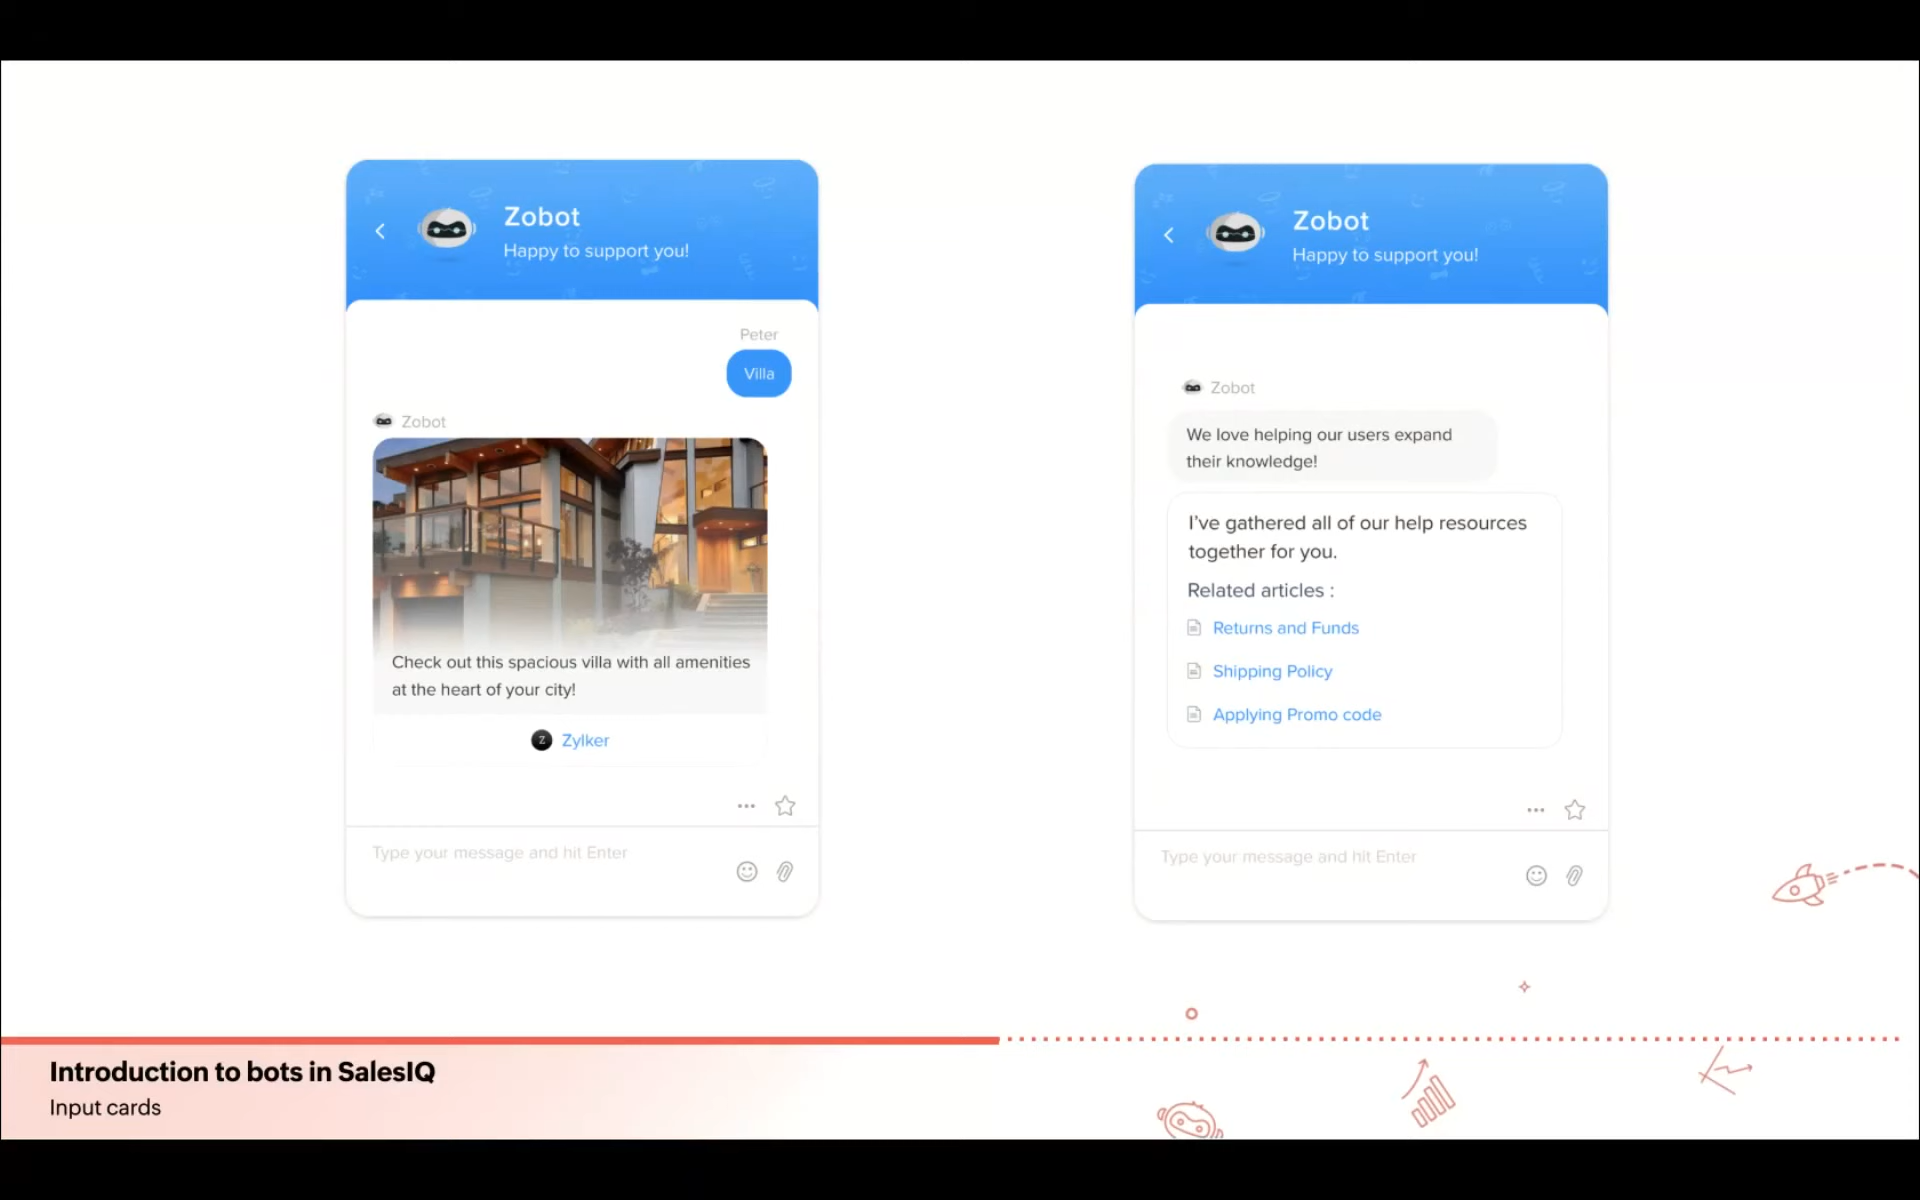 Zobot
Happy to support you!
Peter
Villa
Zobot
Check out this spacious villa with all amenities
at the heart of your city!
Z Zylker
Type your message and hit Enter
Zobot
Happy to support you!
Zobot
We love helping our users expand
their knowledge!
I've gathered all of our help resources
together for you.
Related articles :
Returns and Funds
Shipping Policy
Applying Promo code
Type your message and hit Enter
Introduction to bots in SalesIQ
Input cards